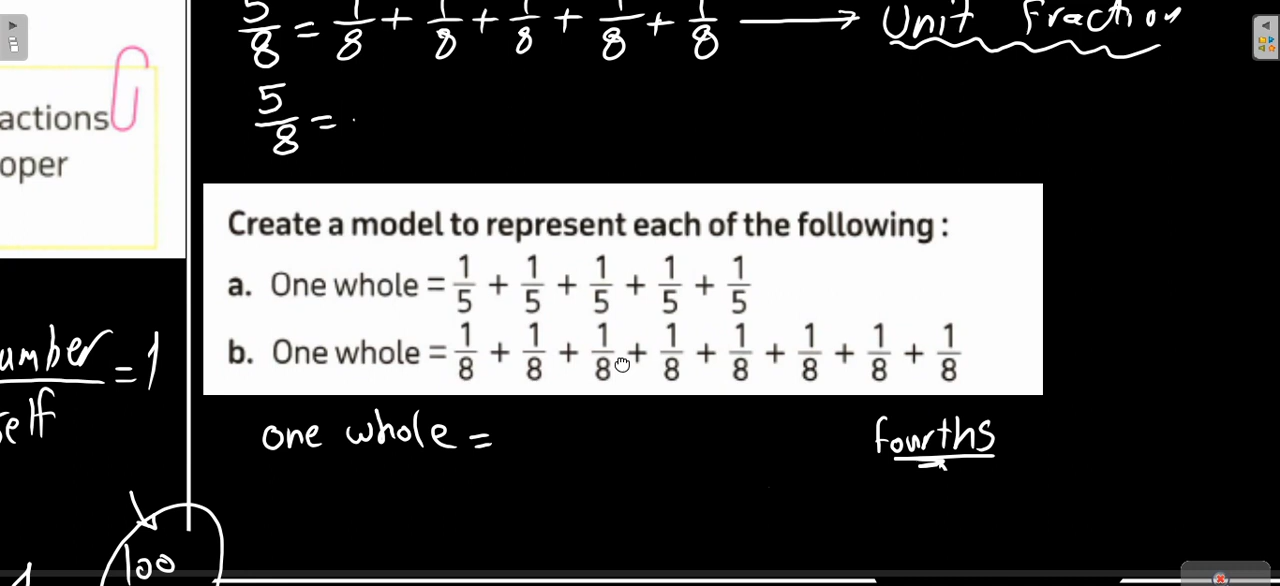 5/8 = 1/8 + 1/8 + 1/8 + 1/8 + 1/8 → Unit Fraction
5/8 =
actions
oper
Create a model to represent each of the following :
a. One whole = 1/5 + 1/5 + 1/5 + 1/5 + 1/5
b. One whole = 1/8 + 1/8 + 1/8 + 1/8 + 1/8 + 1/8 + 1/8 + 1/8
umber/self = 1
one whole = fourths
100